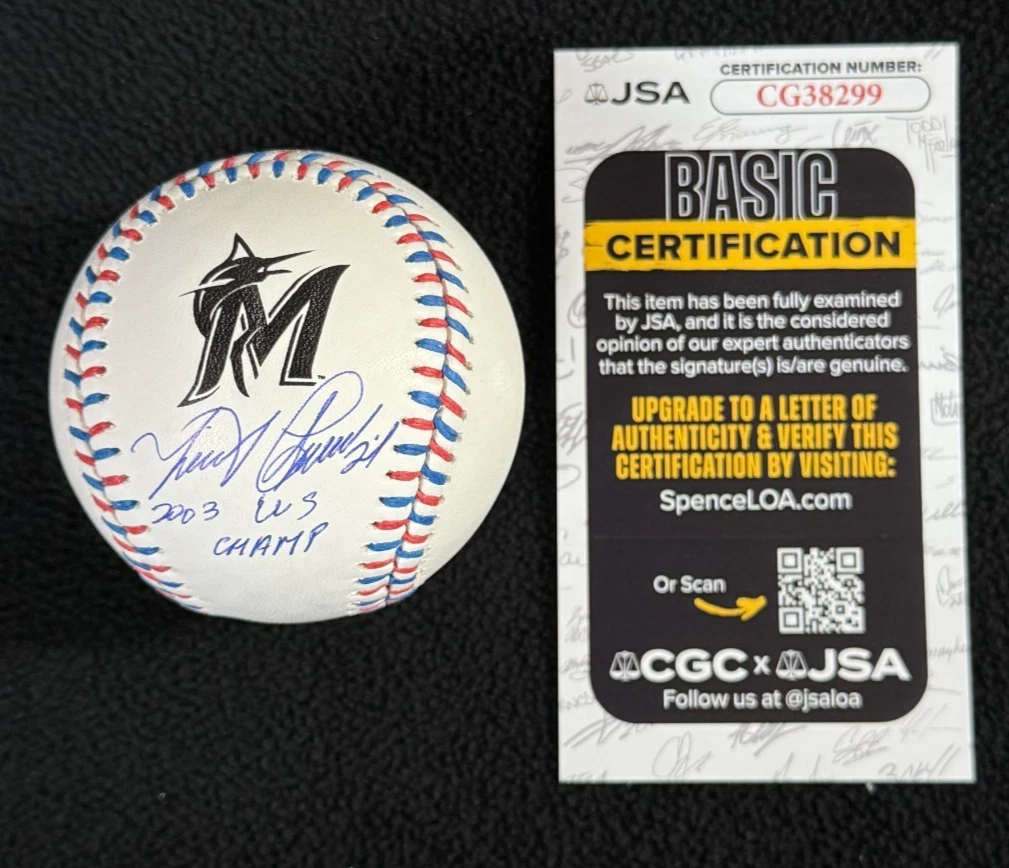 M
™
21
2003 WS
CHAMP
JSA
CERTIFICATION NUMBER:
CG38299
BASIC
CERTIFICATION
This item has been fully examined
by JSA, and it is the considered
opinion of our expert authenticators
that the signature(s) is/are genuine.
UPGRADE TO A LETTER OF
AUTHENTICITY & VERIFY THIS
CERTIFICATION BY VISITING:
SpenceLOA.com
Or Scan
CGC x JSA
Follow us at @jsaloa